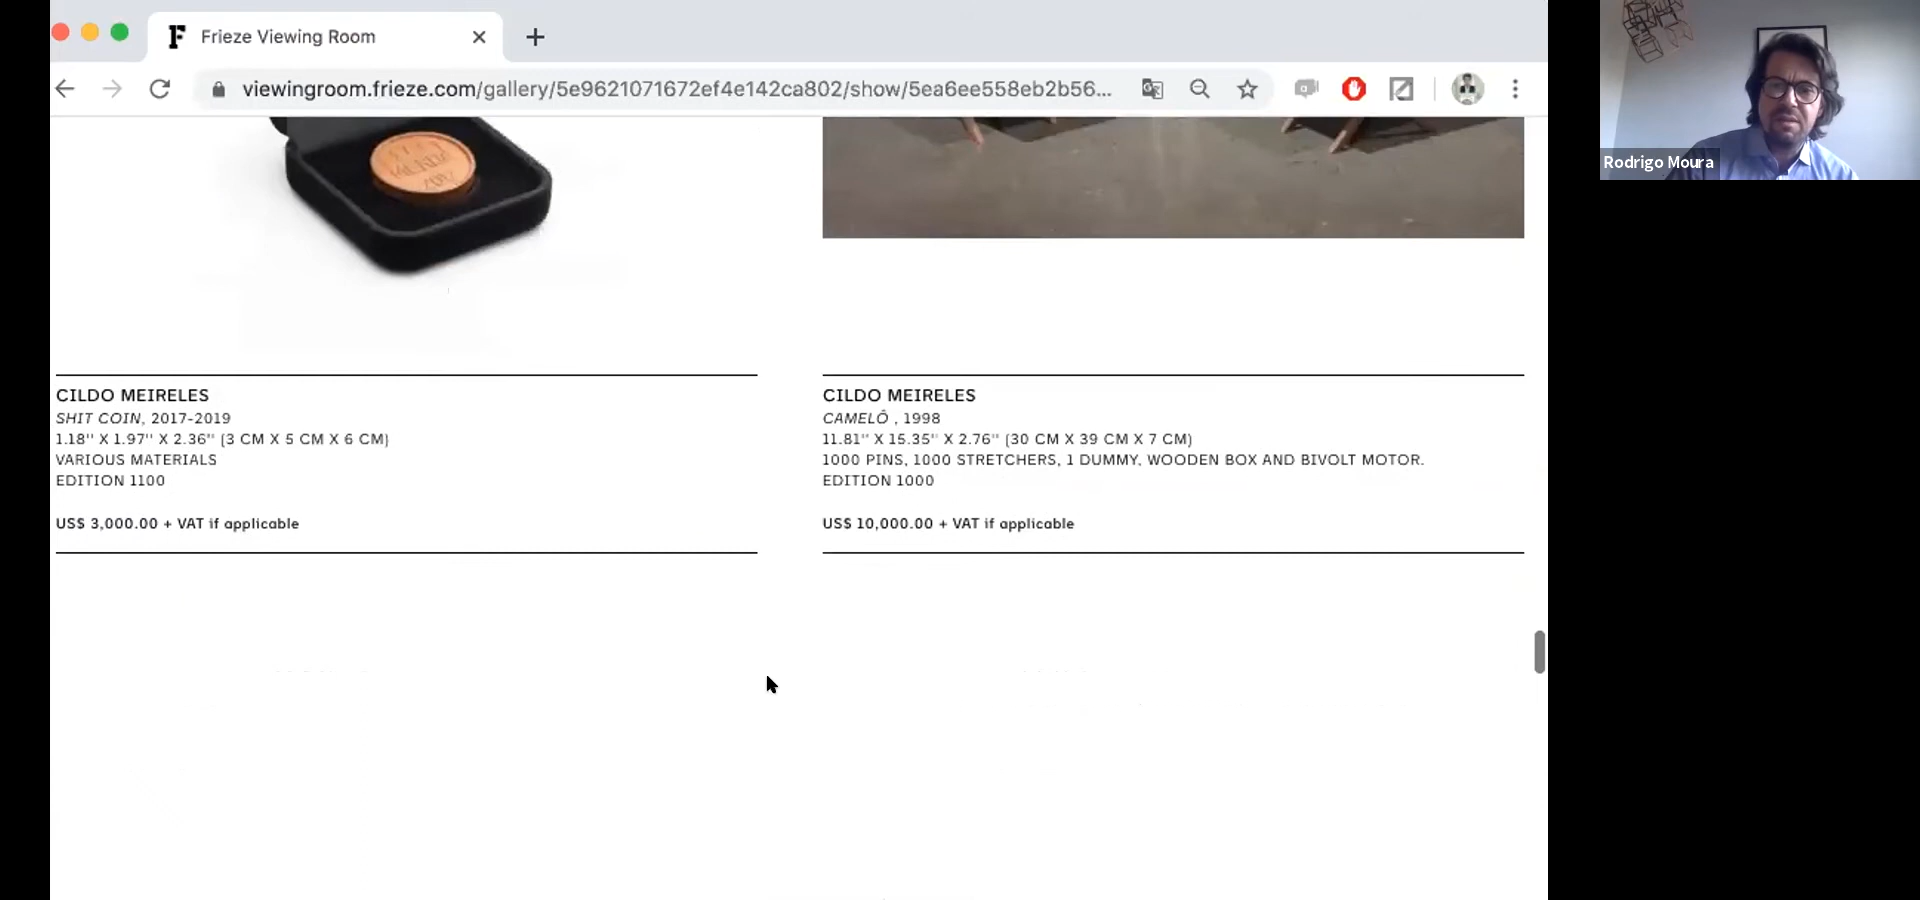 Frieze Viewing Room
viewingroom.frieze.com/gallery/5e9621071672ef4e142ca802/show/5ea6ee558eb2b56...
Rodrigo Moura
CILDO MEIRELES
SHIT COIN, 2017-2019
1.18" X 1.97" X 2.36" (3 CM X 5 CM X 6 CM)
VARIOUS MATERIALS
EDITION 1100
US$ 3,000.00 + VAT if applicable
CILDO MEIRELES
CAMELÔ , 1998
11.81" X 15.35" X 2.76" (30 CM X 39 CM X 7 CM)
1000 PINS, 1000 STRETCHERS, 1 DUMMY, WOODEN BOX AND BIVOLT MOTOR.
EDITION 1000
US$ 10,000.00 + VAT if applicable